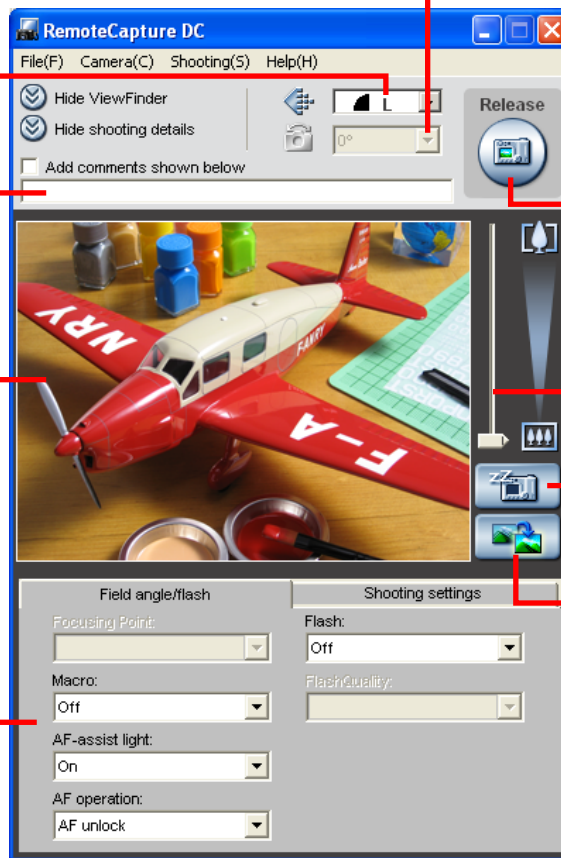 RemoteCapture DC
File(F) Camera(C) Shooting(S) Help(H)
Hide ViewFinder
L
Release
Hide shooting details
0°
Add comments shown below
NRY
F-AXRY
F-A
Field angle/flash
Shooting settings
Focusing Point:
Flash:
Off
Macro:
FlashQuality:
Off
AF-assist light:
On
AF operation:
AF unlock